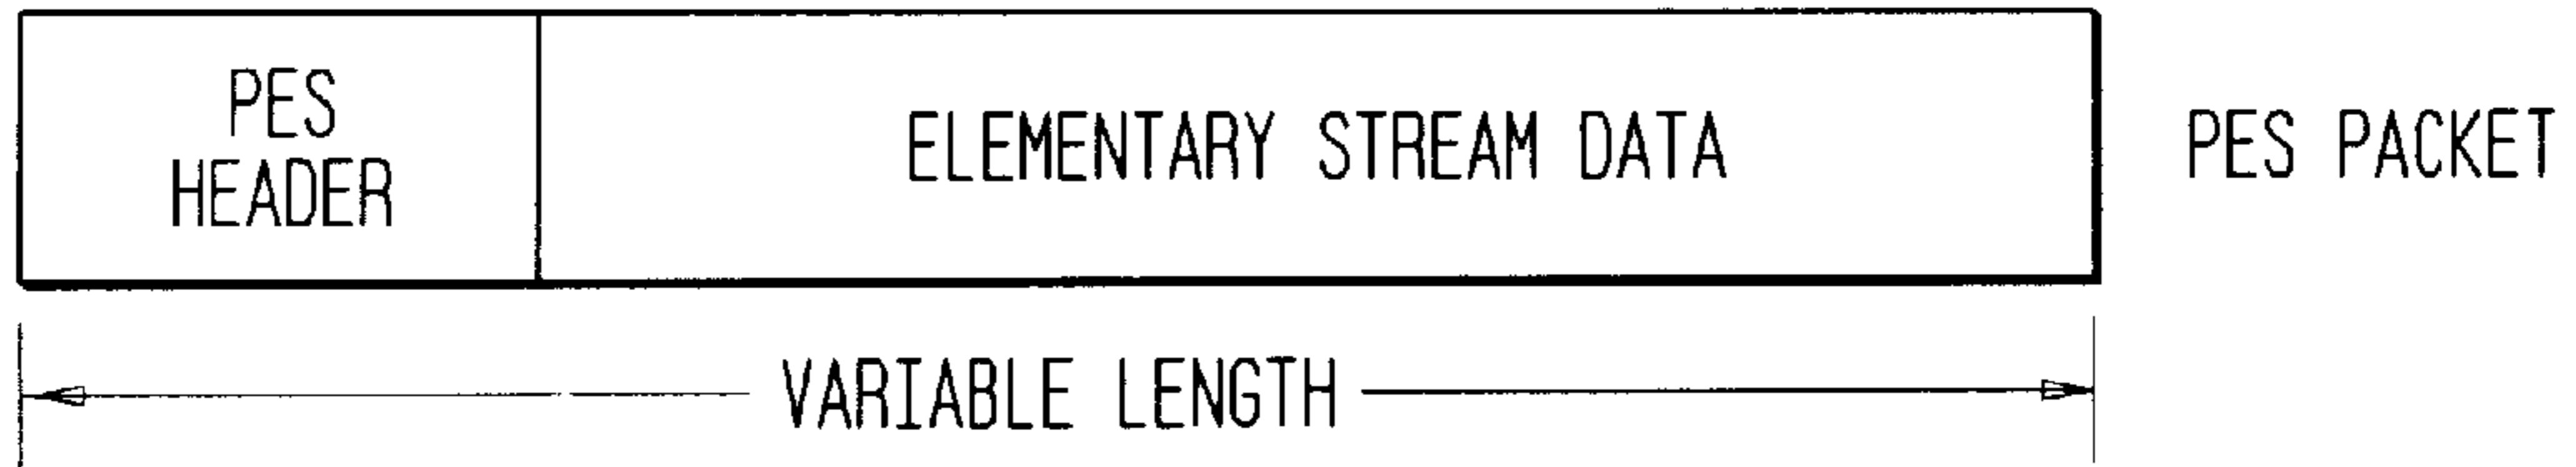 PES
HEADER
ELEMENTARY STREAM DATA
PES PACKET
VARIABLE LENGTH